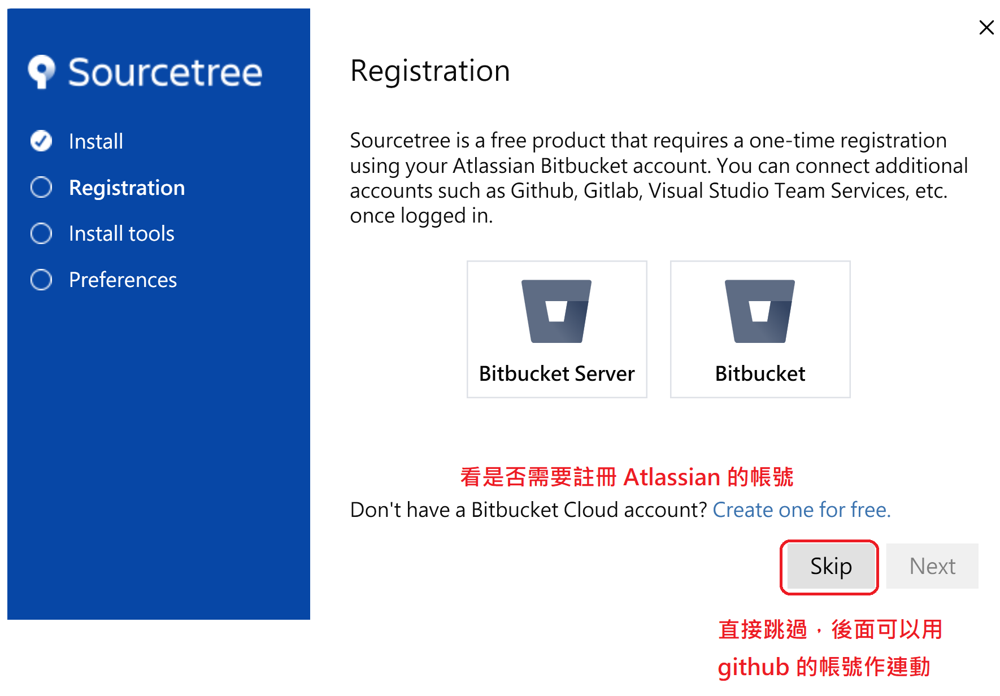 Sourcetree
Install
Registration
Install tools
Preferences
Registration
Sourcetree is a free product that requires a one-time registration
using your Atlassian Bitbucket account. You can connect additional
accounts such as Github, Gitlab, Visual Studio Team Services, etc.
once logged in.
Bitbucket Server
Bitbucket
看是否需要註冊 Atlassian 的帳號
Don't have a Bitbucket Cloud account? Create one for free.
Skip
Next
直接跳過，後面可以用
github 的帳號作連動